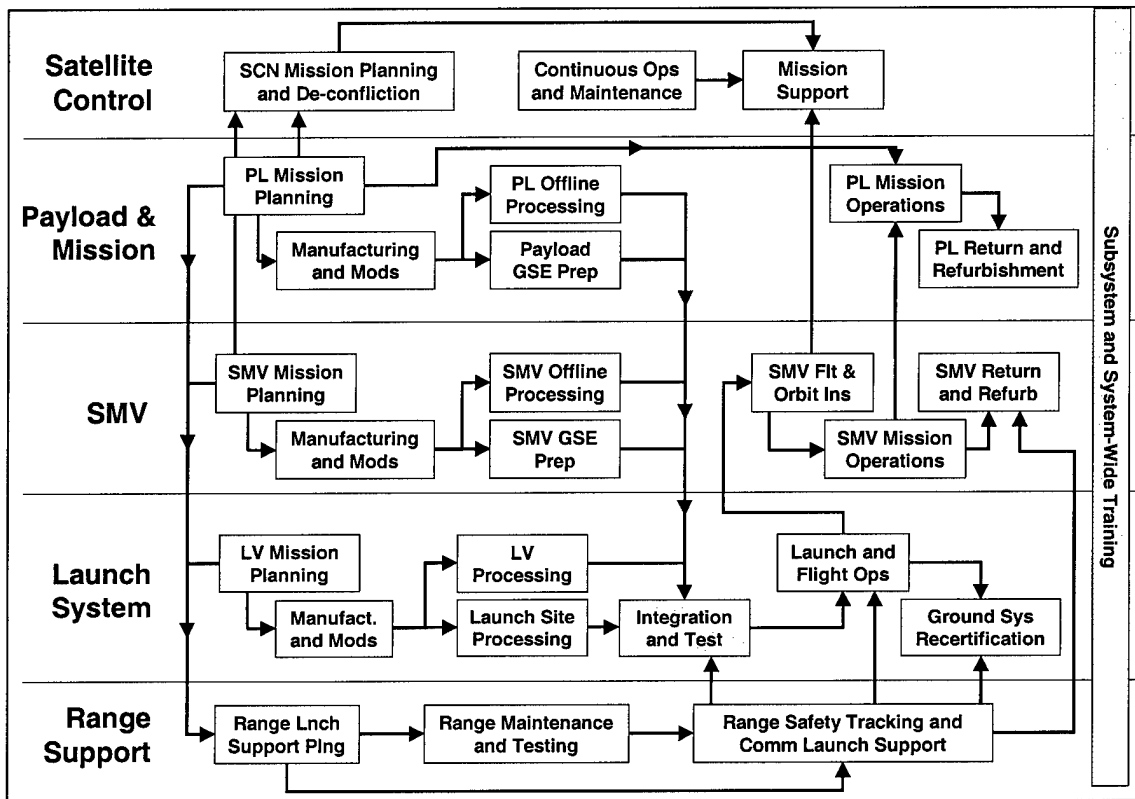 Satellite
Control
SCN Mission Planning
and De-confliction
Continuous Ops
and Maintenance
Mission
Support
Payload &
Mission
PL Mission
Planning
Manufacturing
and Mods
PL Offline
Processing
Payload
GSE Prep
PL Mission
Operations
PL Return and
Refurbishment
SMV
SMV Mission
Planning
Manufacturing
and Mods
SMV Offline
Processing
SMV GSE
Prep
SMV Flt &
Orbit Ins
SMV Mission
Operations
SMV Return
and Refurb
Launch
System
LV Mission
Planning
Manufact.
and Mods
LV
Processing
Launch Site
Processing
Integration
and Test
Launch and
Flight Ops
Ground Sys
Recertification
Range
Support
Range Lnch
Support Plng
Range Maintenance
and Testing
Range Safety Tracking and
Comm Launch Support
Subsystem and System-Wide Training